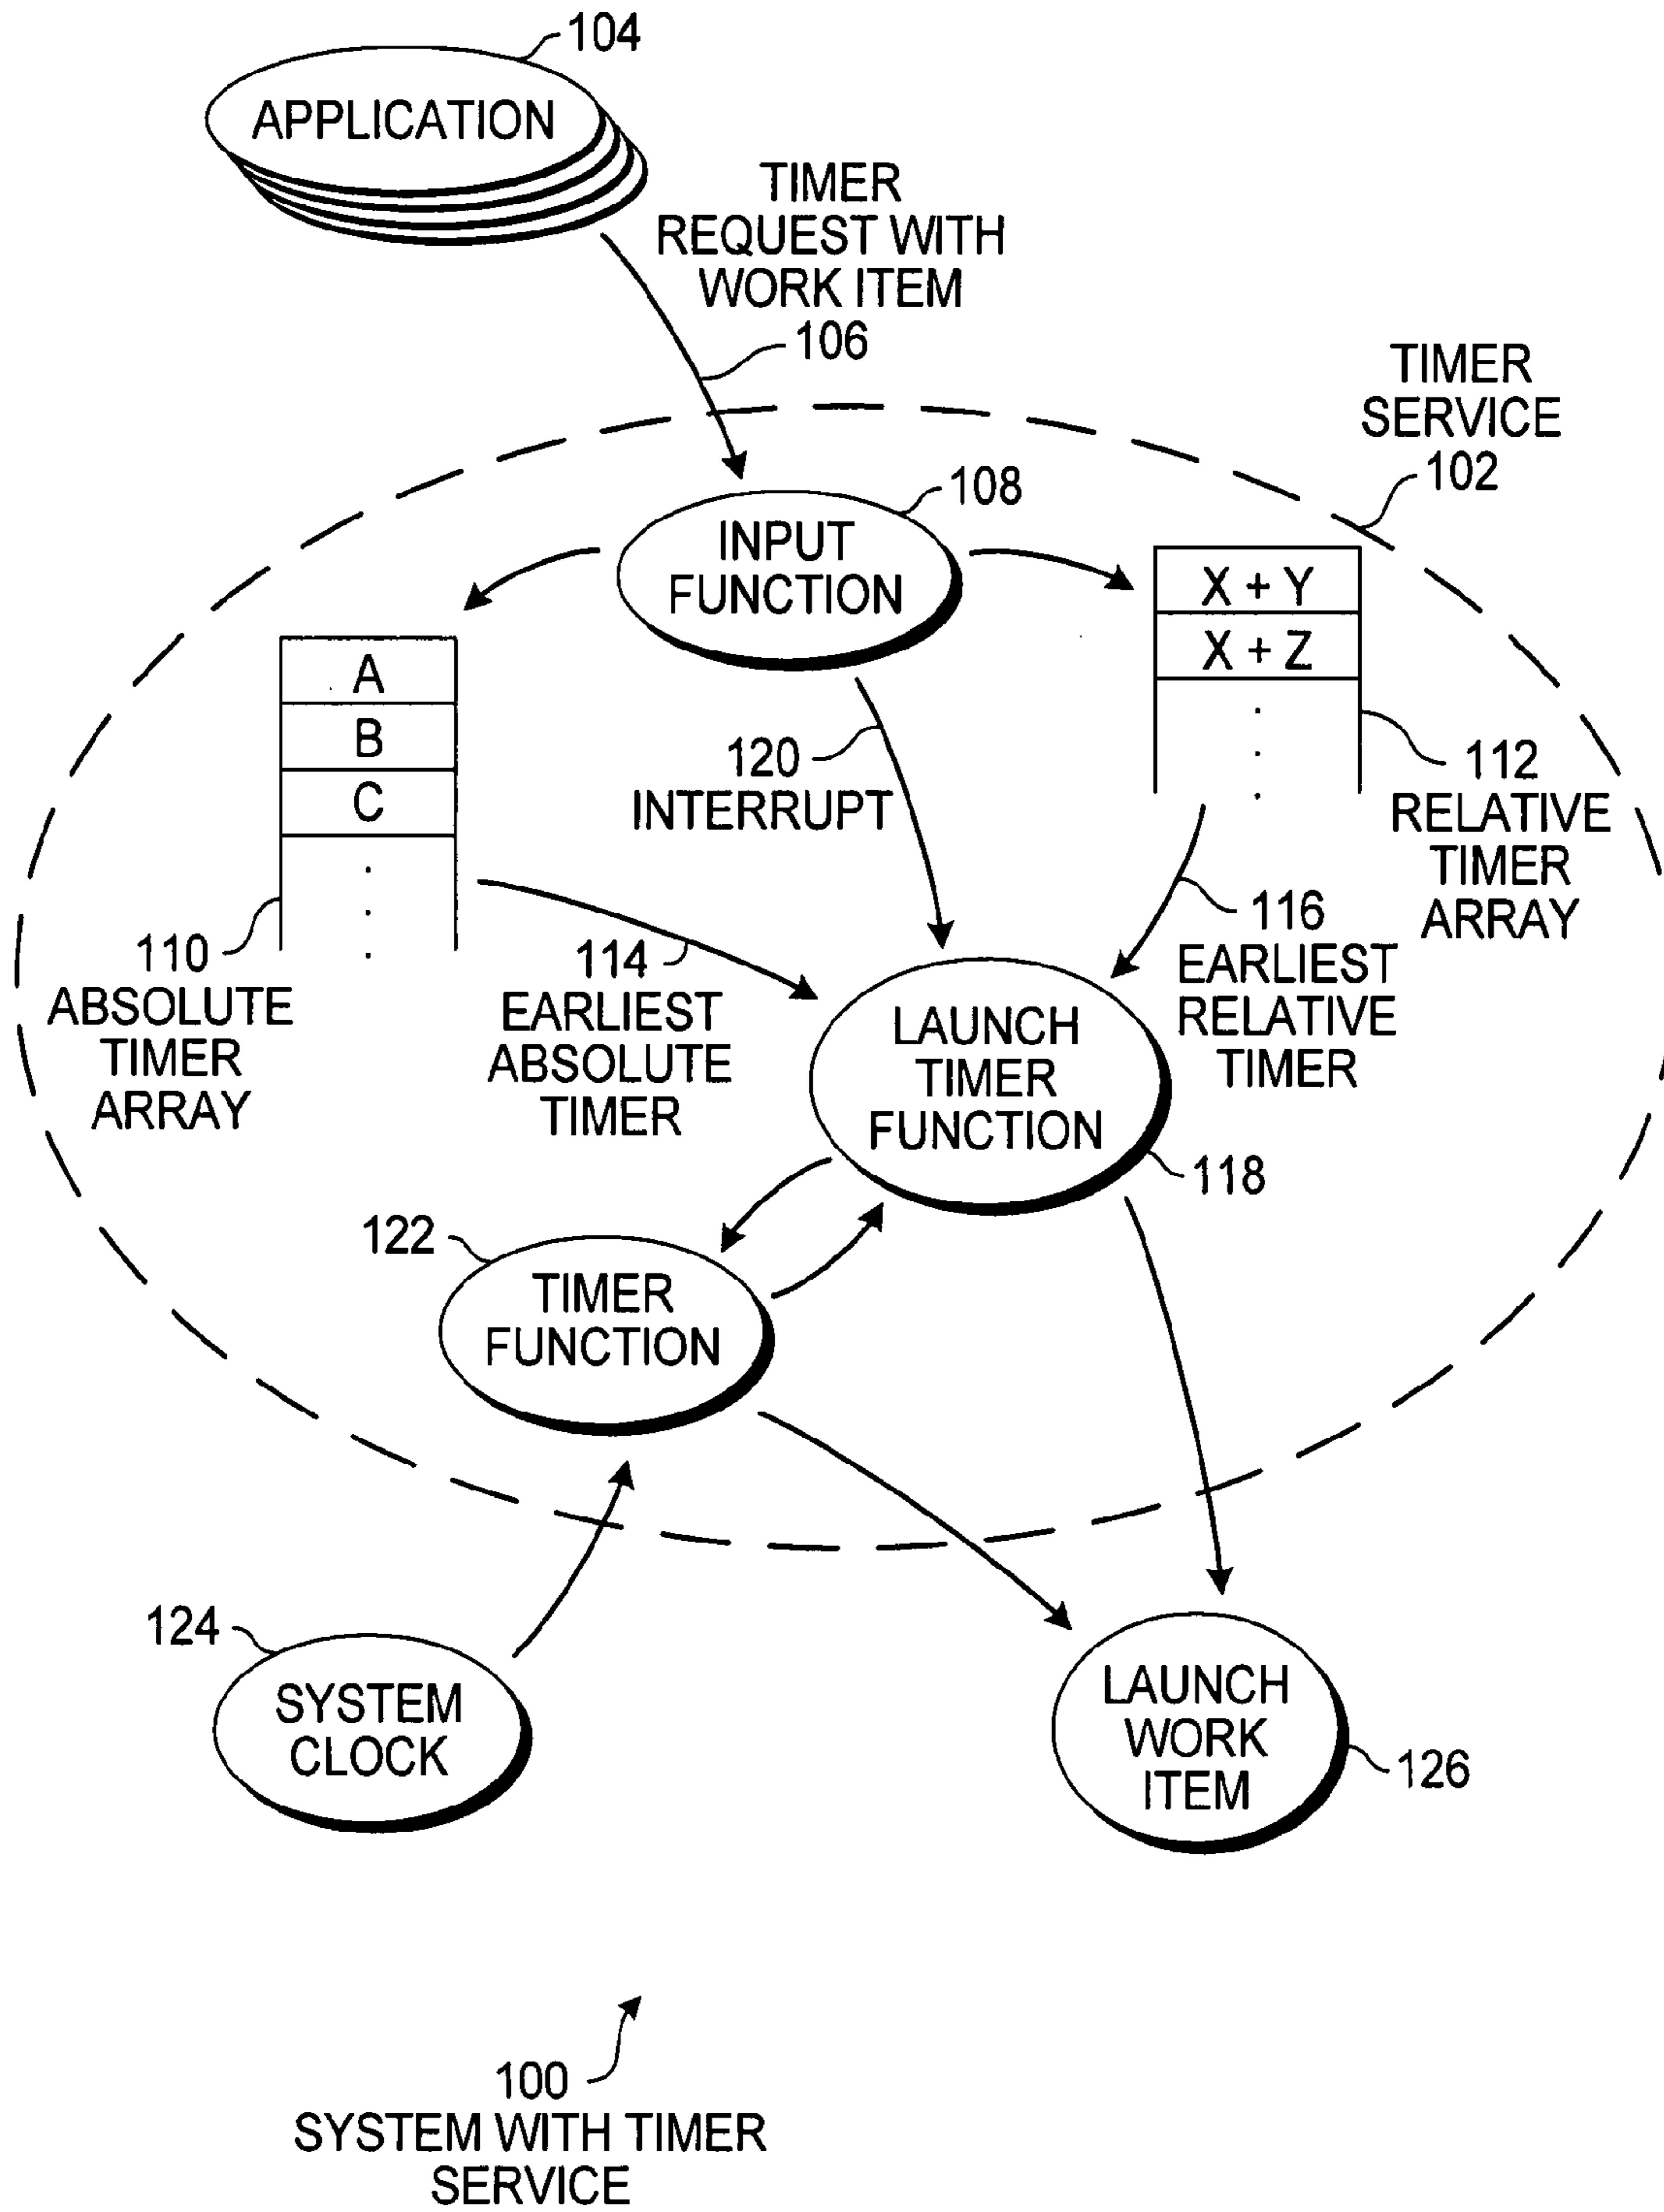 104
APPLICATION
TIMER
REQUEST WITH
WORK ITEM
106
TIMER
SERVICE
102
108
INPUT
FUNCTION
X + Y
X + Z
.
.
.
A
B
C
.
.
.
120
INTERRUPT
112
RELATIVE
TIMER
ARRAY
110
ABSOLUTE
TIMER
ARRAY
114
EARLIEST
ABSOLUTE
TIMER
116
EARLIEST
RELATIVE
TIMER
LAUNCH
TIMER
FUNCTION
118
122
TIMER
FUNCTION
124
SYSTEM
CLOCK
LAUNCH
WORK
ITEM
126
100
SYSTEM WITH TIMER
SERVICE